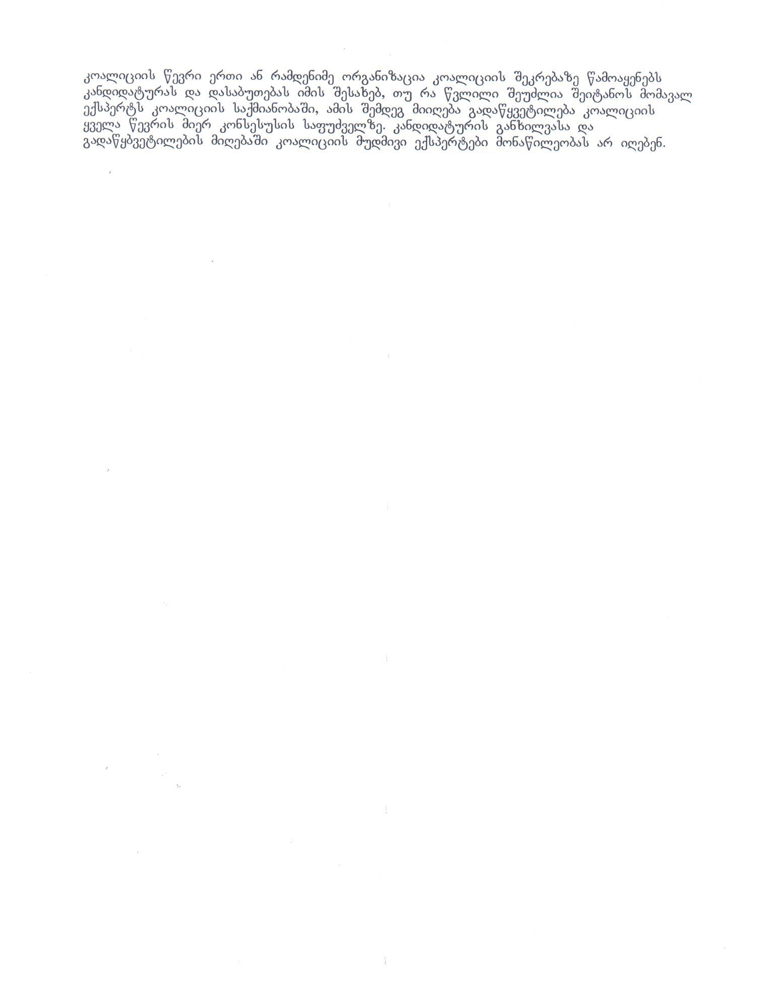 კოალიციის წევრი ერთი ან რამდენიმე ორგანიზაცია კოალიციის შეკრებაზე წამოაყენებს
კანდიდატურას და დასაბუთებას იმის შესახებ, თუ რა წვლილი შეუძლია შეიტანოს მომავალ
ექსპერტს კოალიციის საქმიანობაში, ამის შემდეგ მიიღება გადაწყვეტილება კოალიციის
ყველა წევრის მიერ კონსესუსის საფუძველზე. კანდიდატურის განხილვასა და
გადაწყბვეტილების მიღებაში კოალიციის მუდმივი ექსპერტები მონაწილეობას არ იღებენ.